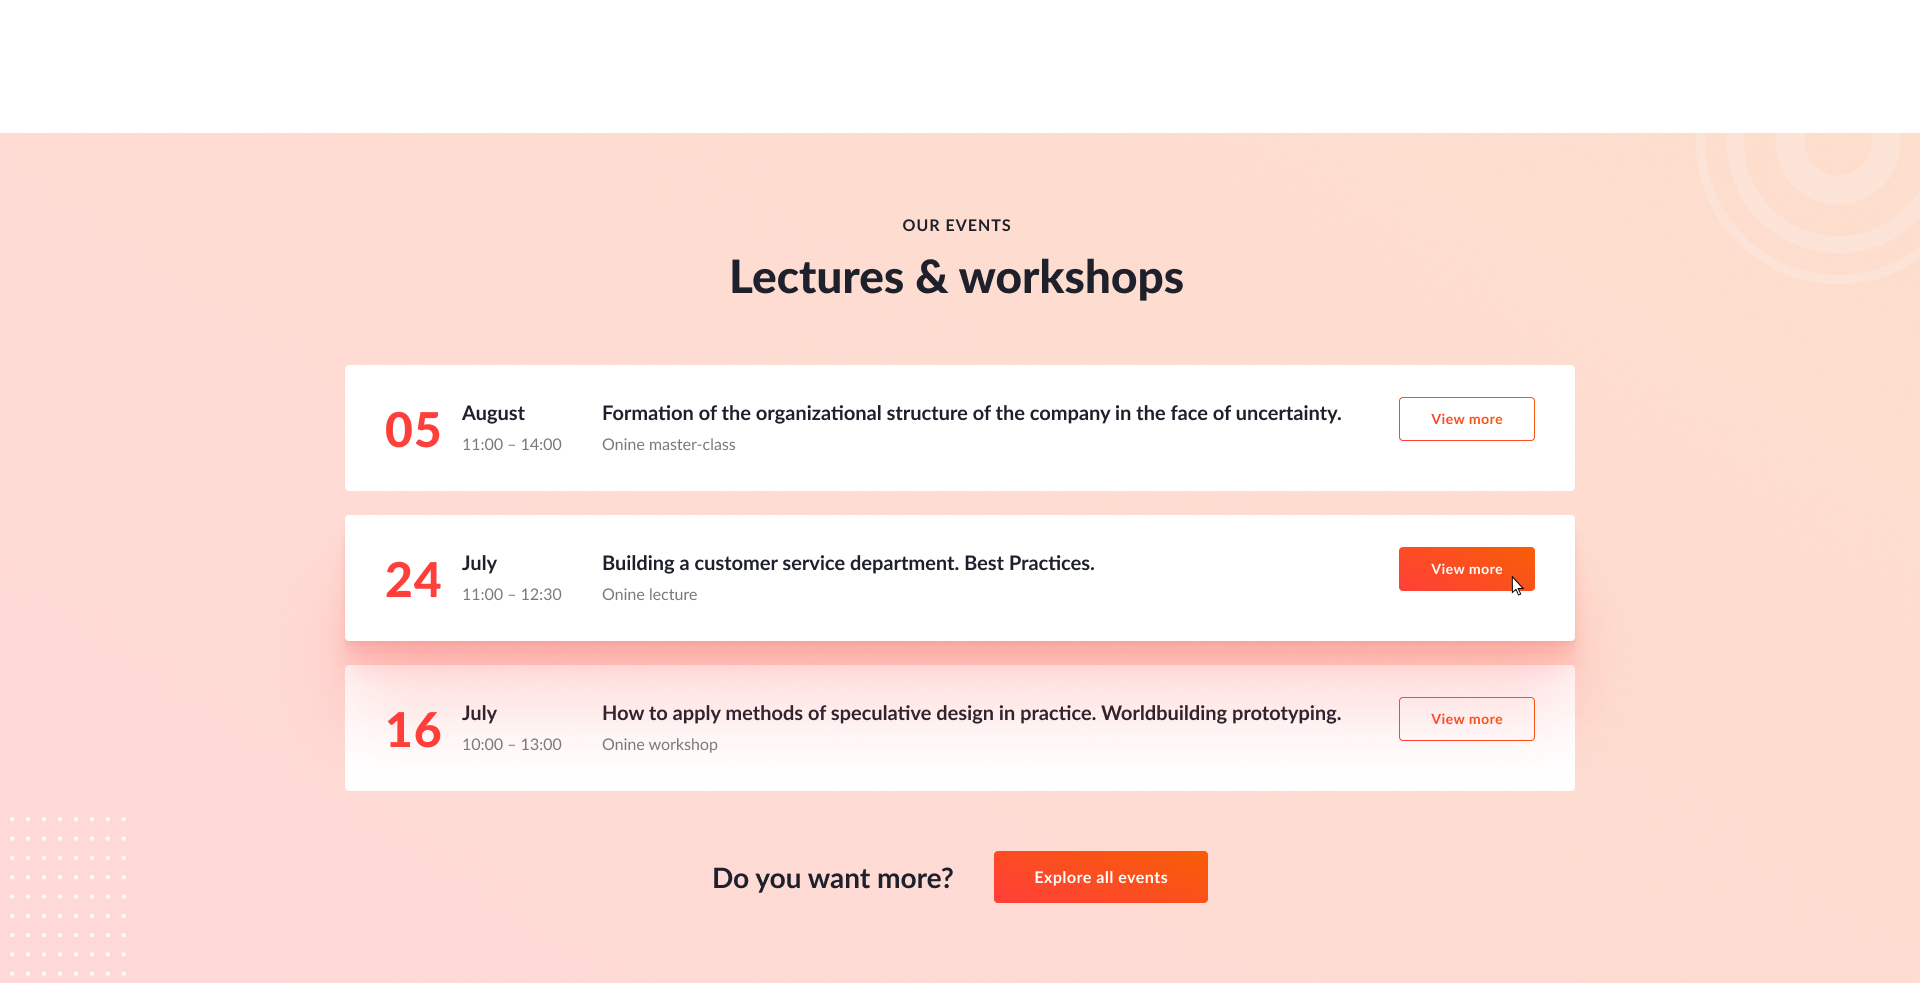 OUR EVENTS
Lectures & workshops
05
August
11:00 – 14:00
Formation of the organizational structure of the company in the face of uncertainty.
Onine master-class
View more
24
July
11:00 – 12:30
Building a customer service department. Best Practices.
Onine lecture
View more
16
July
10:00 – 13:00
How to apply methods of speculative design in practice. Worldbuilding prototyping.
Onine workshop
View more
Do you want more?
Explore all events